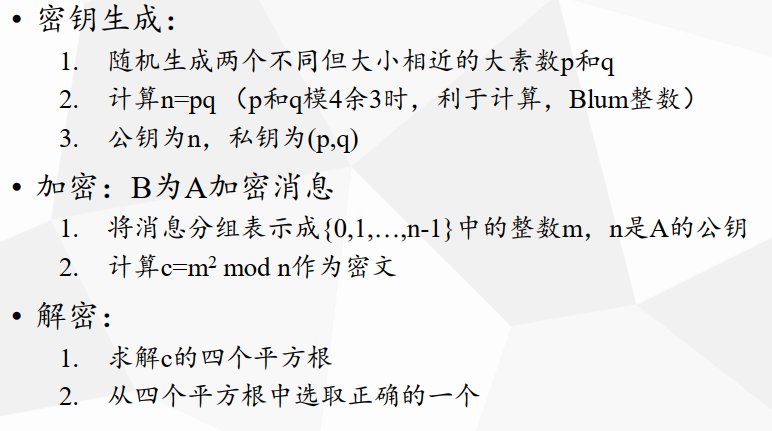 • 密钥生成：
1. 随机生成两个不同但大小相近的大素数p和q
2. 计算n=pq （p和q模4余3时，利于计算，Blum整数）
3. 公钥为n，私钥为(p,q)
• 加密：B为A加密消息
1. 将消息分组表示成{0,1,…,n-1}中的整数m，n是A的公钥
2. 计算c=m² mod n作为密文
• 解密：
1. 求解c的四个平方根
2. 从四个平方根中选取正确的一个